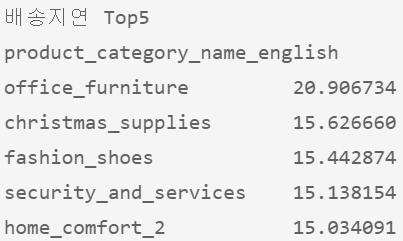 배송지연 Top5
product_category_name_english
office_furniture 20.906734
christmas_supplies 15.626660
fashion_shoes 15.442874
security_and_services 15.138154
home_comfort_2 15.034091